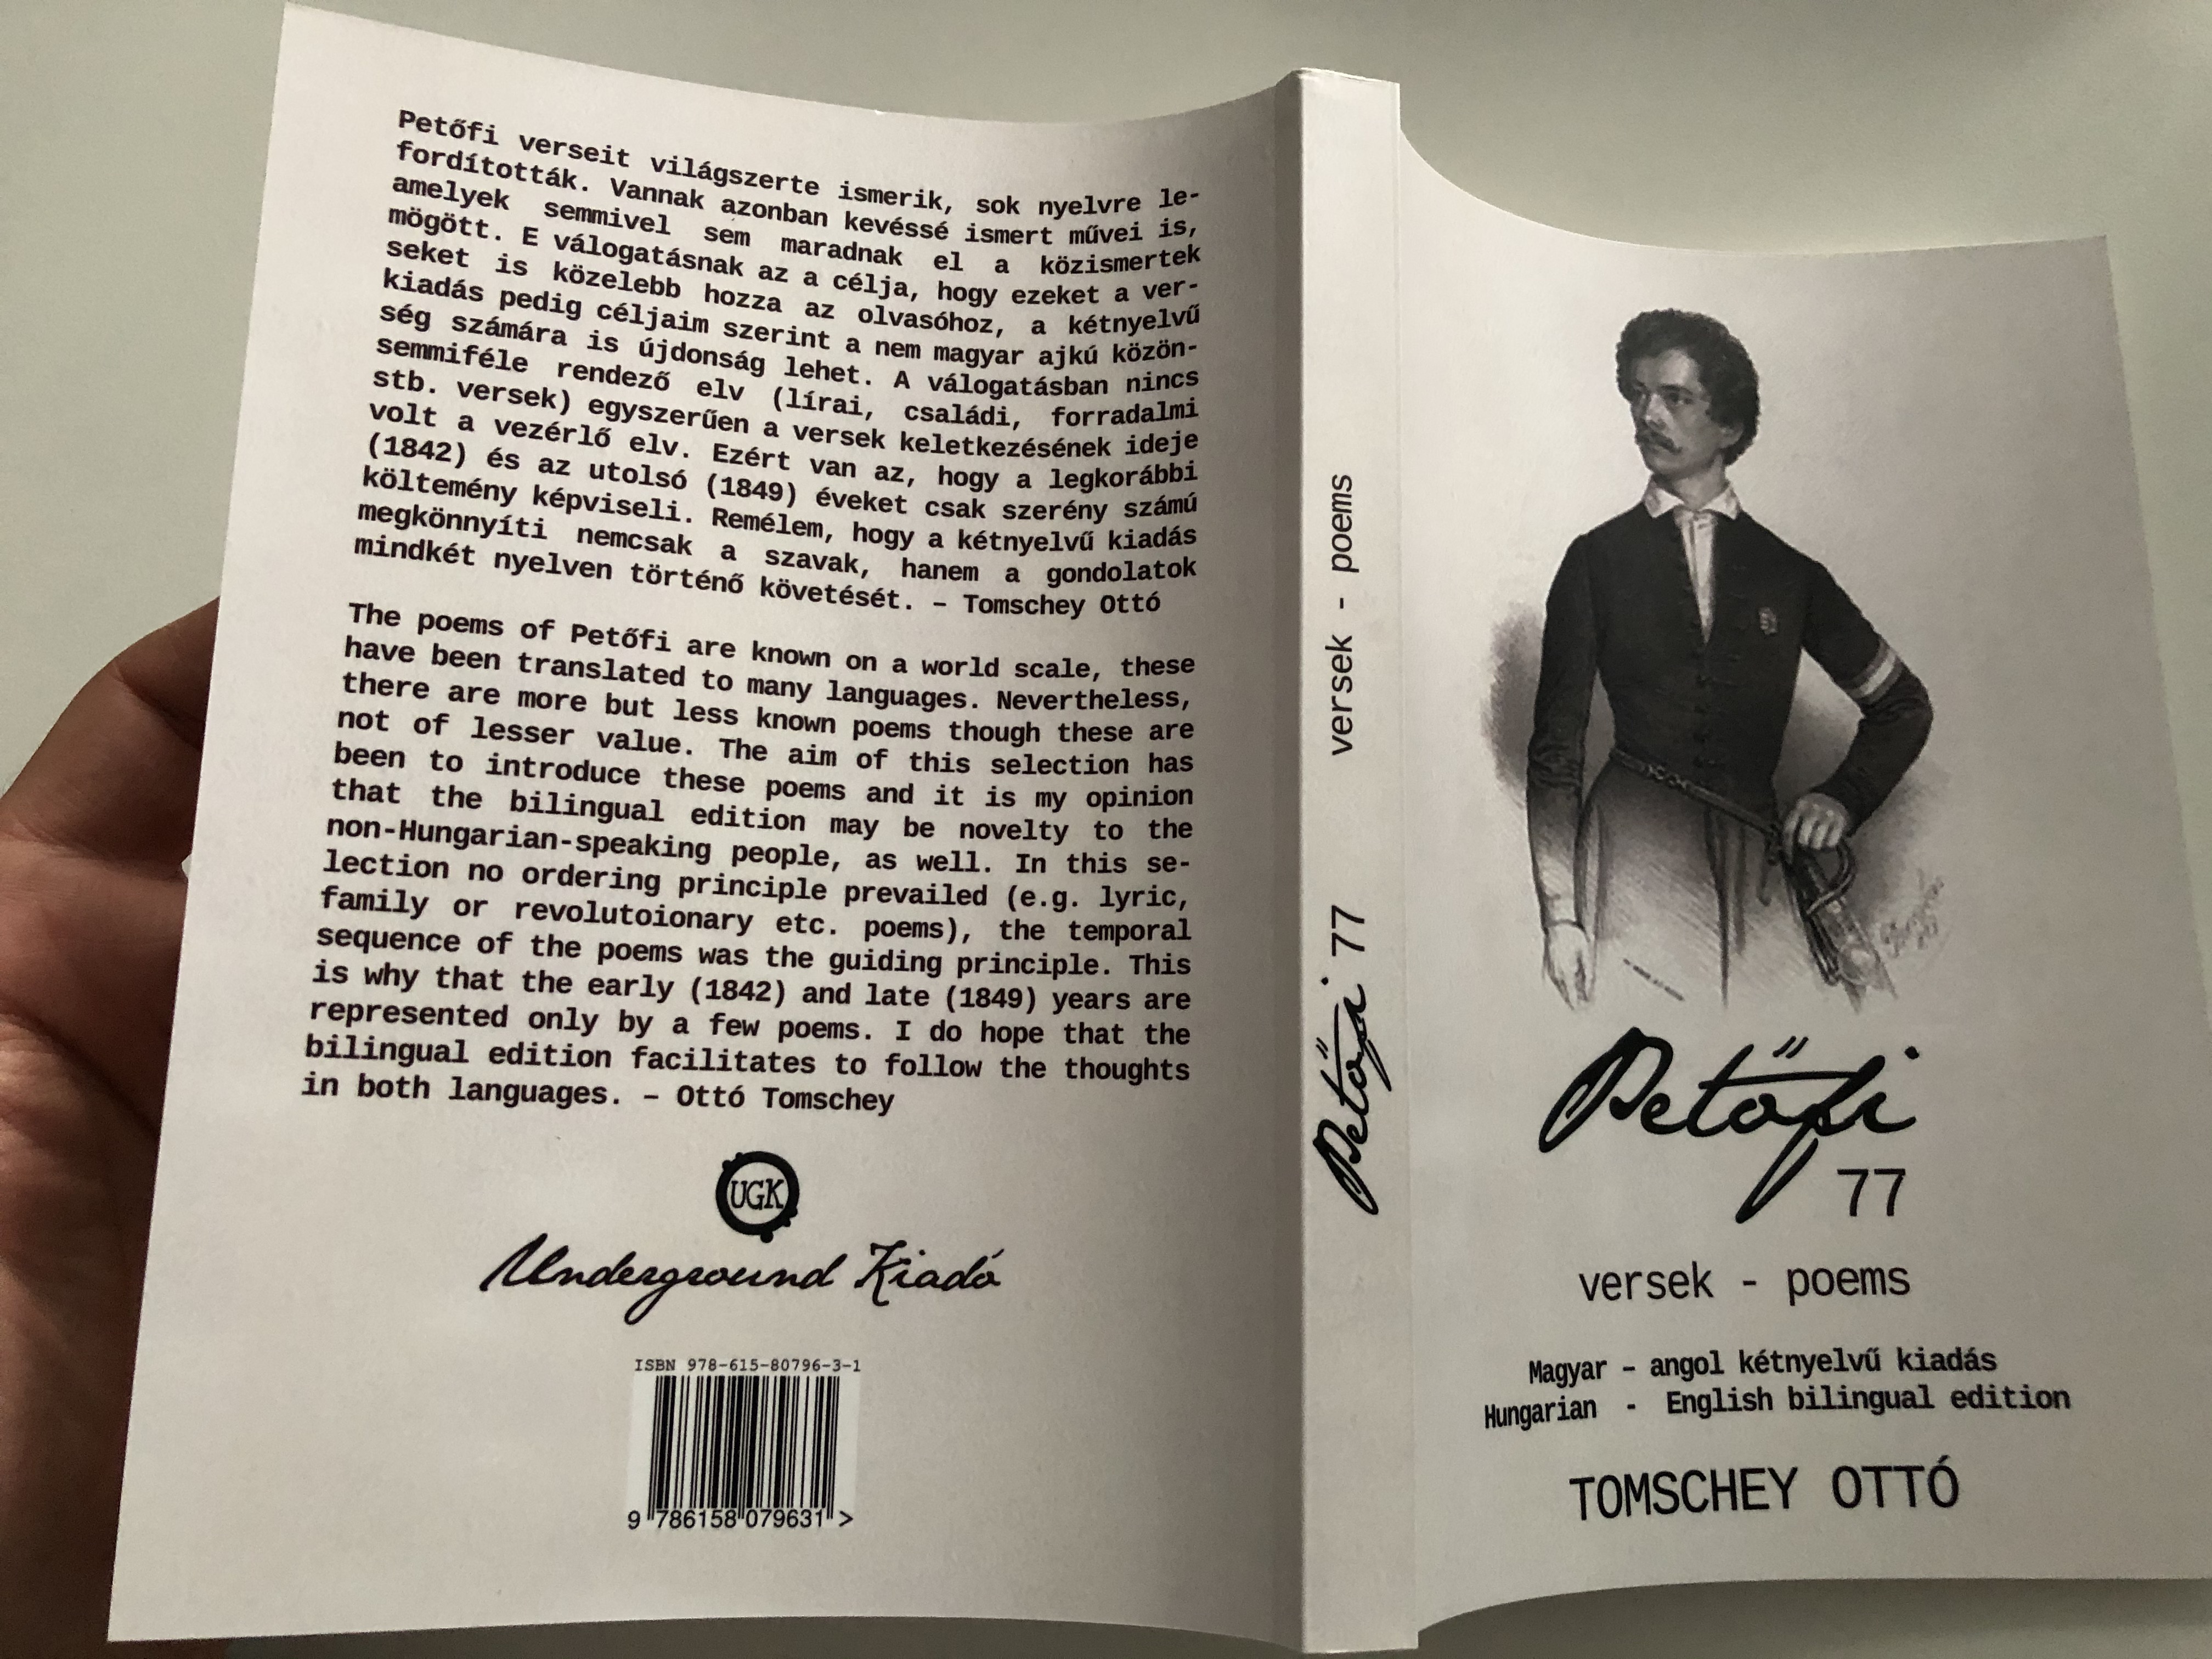 Petőfi verseit világszerte ismerik, sok nyelvre le-
fordították. Vannak azonban kevéssé ismert művei is,
amelyek semmivel sem maradnak el a közismertek
mögött. E válogatásnak az a célja, hogy ezeket a ver-
seket is közelebb hozza az olvasóhoz, a kétnyelvű
kiadás pedig céljaim szerint a nem magyar ajkú közön-
ség számára is újdonság lehet. A válogatásban nincs
semmiféle rendező elv (lírai, családi, forradalmi
stb. versek) egyszerűen a versek keletkezésének ideje
volt a vezérlő elv. Ezért van az, hogy a legkorábbi
(1842) és az utolsó (1849) éveket csak szerény számú
költemény képviseli. Remélem, hogy a kétnyelvű kiadás
megkönnyíti nemcsak a szavak, hanem a gondolatok
mindkét nyelven történő követését. – Tomschey Ottó
The poems of Petőfi are known on a world scale, these
have been translated to many languages. Nevertheless,
there are more but less known poems though these are
not of lesser value. The aim of this selection has
been to introduce these poems and it is my opinion
that the bilingual edition may be novelty to the
non-Hungarian-speaking people, as well. In this se-
lection no ordering principle prevailed (e.g. lyric,
family or revolutoionary etc. poems), the temporal
sequence of the poems was the guiding principle. This
is why that the early (1842) and late (1849) years are
represented only by a few poems. I do hope that the
bilingual edition facilitates to follow the thoughts
in both languages. – Ottó Tomschey
UGK
Underground Kiadó
ISBN 978-615-80796-3-1
9 786158 079631 >
Petőfi 77 versek - poems
Petőfi
77
versek - poems
Magyar – angol kétnyelvű kiadás
Hungarian - English bilingual edition
TOMSCHEY OTTÓ